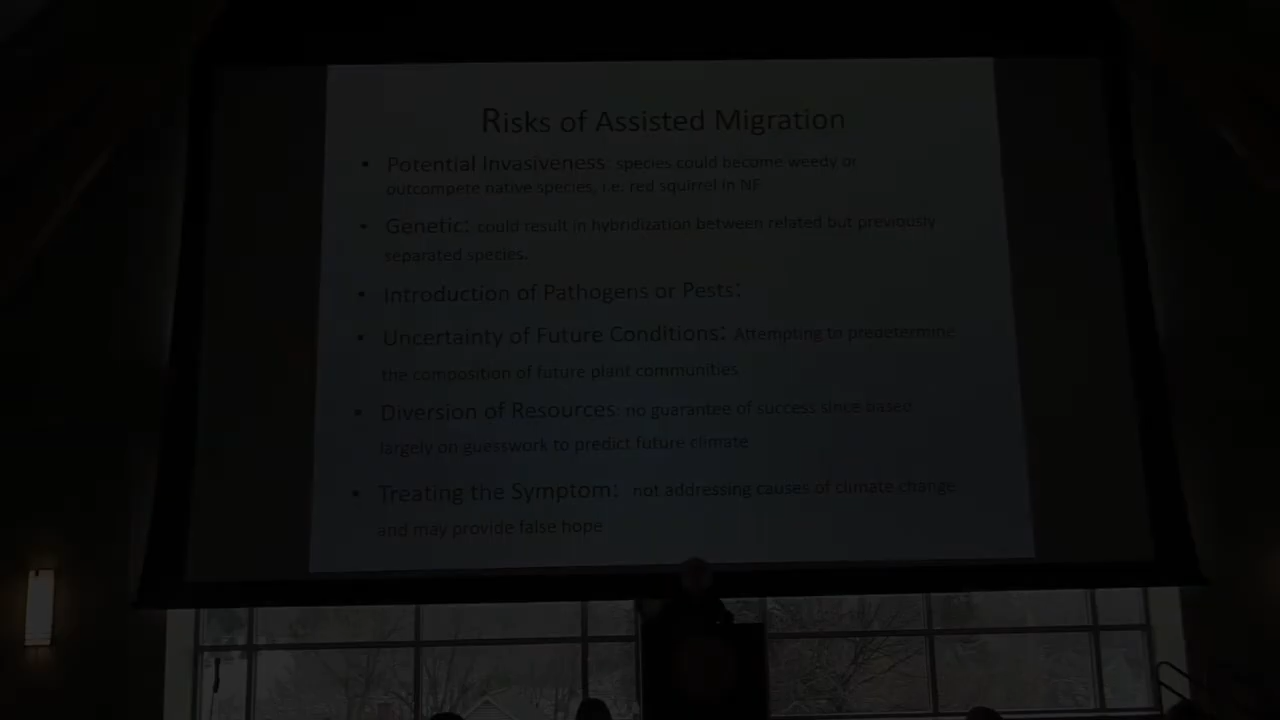 Risks of Assisted Migration
• Potential Invasiveness: species could become weedy or
outcompete native species, i.e. red squirrel in NF
• Genetic: could result in hybridization between related but previously
separated species.
• Introduction of Pathogens or Pests:
• Uncertainty of Future Conditions: Attempting to predetermine
the composition of future plant communities
• Diversion of Resources: no guarantee of success since based
largely on guesswork to predict future climate
• Treating the Symptom: not addressing causes of climate change
and may provide false hope